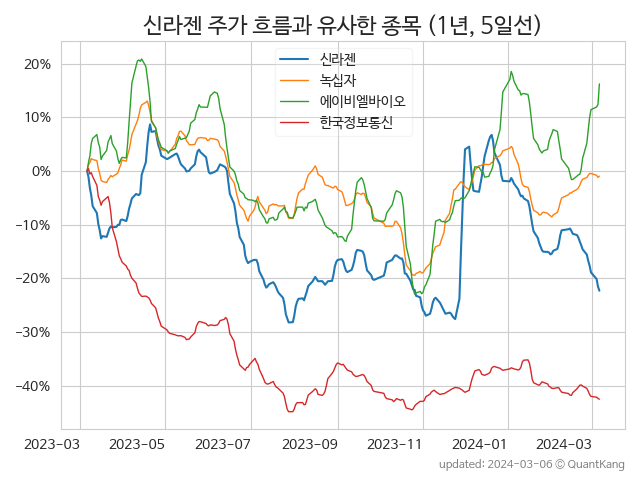 신라젠 주가 흐름과 유사한 종목 (1년, 5일선)
신라젠
녹십자
에이비엘바이오
한국정보통신
20%
10%
0%
−10%
−20%
−30%
−40%
2023-03
2023-05
2023-07
2023-09
2023-11
2024-01
2024-03
updated: 2024-03-06 © QuantKang